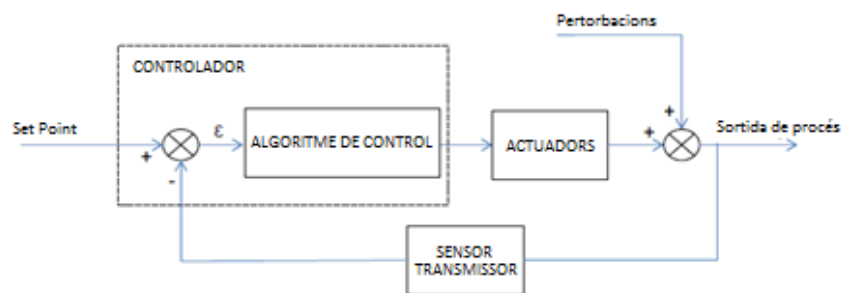 Pertorbacions
CONTROLADOR
+
Set Point
ε
ALGORITME DE CONTROL
ACTUADORS
+
Sortida de procés
+
-
SENSOR
TRANSMISSOR